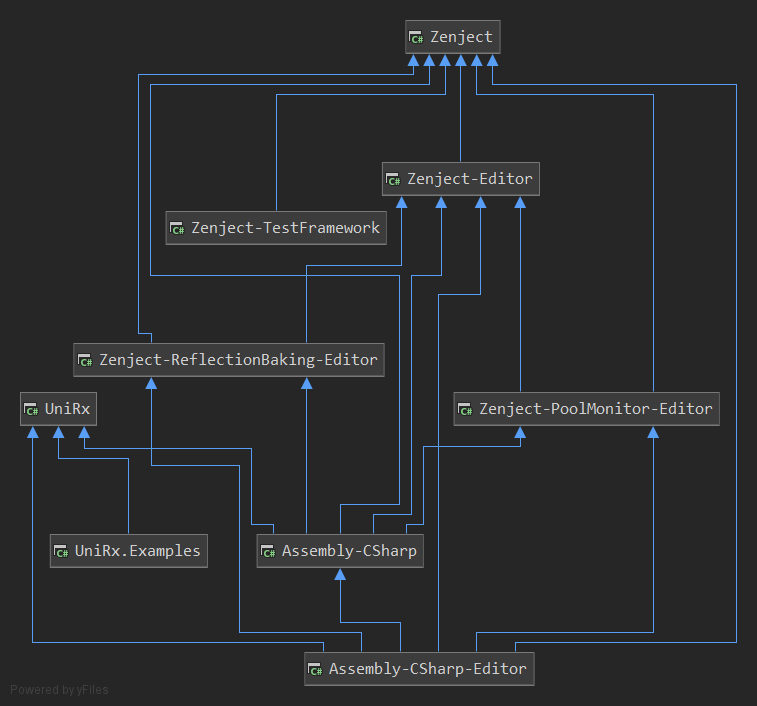 C# Zenject
C# Zenject-Editor
C# Zenject-TestFramework
C# Zenject-ReflectionBaking-Editor
C# UniRx
C# Zenject-PoolMonitor-Editor
C# UniRx.Examples
C# Assembly-CSharp
C# Assembly-CSharp-Editor
Powered by yFiles